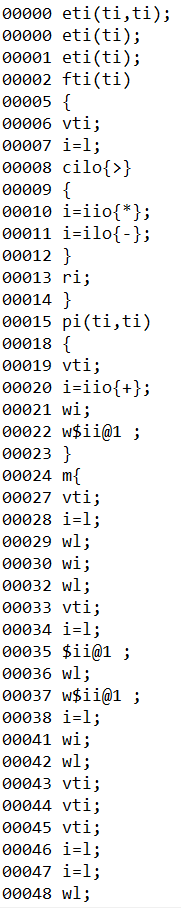 00000 eti(ti,ti);
00000 eti(ti);
00001 eti(ti);
00002 fti(ti)
00005 {
00006 vti;
00007 i=l;
00008 cilo{>}
00009 {
00010 i=iio{*};
00011 i=ilo{-};
00012 }
00013 ri;
00014 }
00015 pi(ti,ti)
00018 {
00019 vti;
00020 i=iio{+};
00021 wi;
00022 w$ii@1 ;
00023 }
00024 m{
00027 vti;
00028 i=l;
00029 wl;
00030 wi;
00032 wl;
00033 vti;
00034 i=l;
00035 $ii@1 ;
00036 wl;
00037 w$ii@1 ;
00038 i=l;
00041 wi;
00042 wl;
00043 vti;
00044 vti;
00045 vti;
00046 i=l;
00047 i=l;
00048 wl;